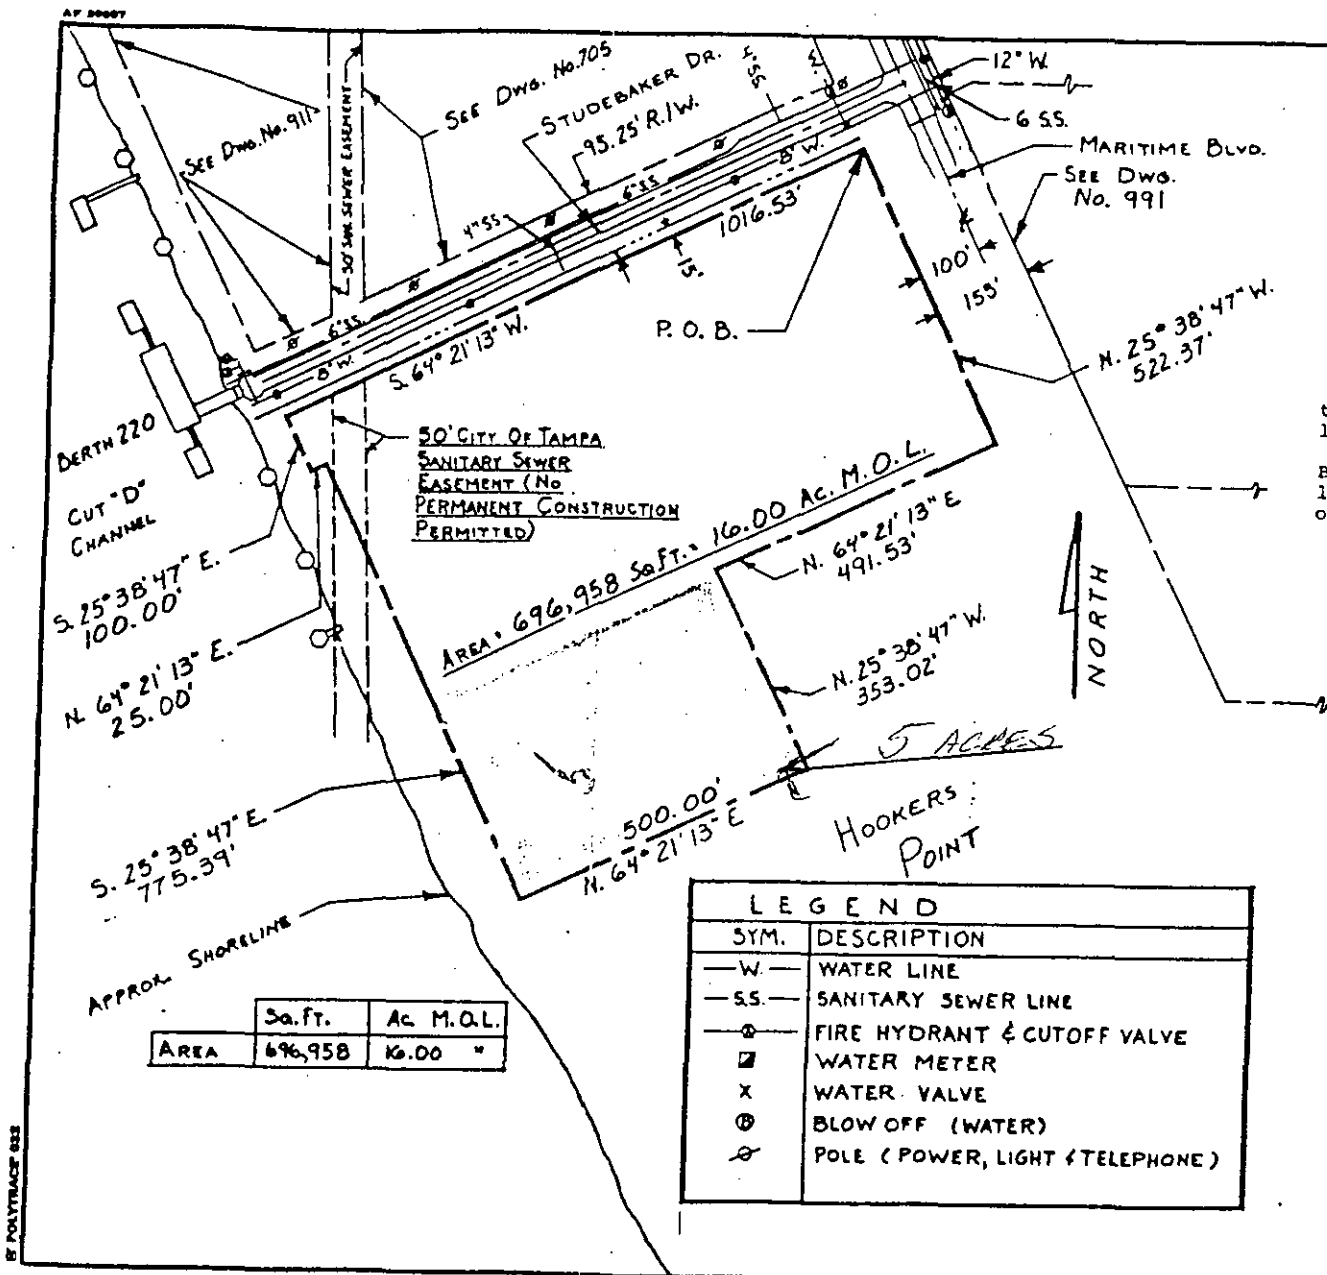 AF 20007
SEE DWG. No. 911
50' SAN. SEWER EASEMENT
SEE DWG. No. 705
STUDEBAKER DR.
95.25' R./W.
4" S.S.
W.
12" W.
6 S.S.
MARITIME BLVD.
SEE DWG.
No. 991
4" S.S.
6" S.S.
8" W.
1016.53'
15'
100'
155'
P. O. B.
N. 25° 38' 47" W.
522.37'
6" S.S.
8" W.
S. 64° 21' 13" W.
BERTH 220
CUT "D"
CHANNEL
50' CITY OF TAMPA
SANITARY SEWER
EASEMENT (NO
PERMANENT CONSTRUCTION
PERMITTED)
S. 25° 38' 47" E.
100.00'
N. 64° 21' 13" E.
25.00'
AREA = 696,958 SQ. FT. = 16.00 AC. M. O. L.
N. 64° 21' 13" E
491.53'
N. 25° 38' 47" W.
353.02'
NORTH
5 ACRES
HOOKERS
POINT
500.00'
N. 64° 21' 13" E
S. 25° 38' 47" E.
775.39'
APPROX. SHORELINE
SQ. FT. AC. M.O.L.
AREA 696,958 16.00 "
LEGEND
SYM. DESCRIPTION
W. WATER LINE
S.S. SANITARY SEWER LINE
FIRE HYDRANT & CUTOFF VALVE
WATER METER
X WATER VALVE
B BLOW OFF (WATER)
POLE (POWER, LIGHT & TELEPHONE)